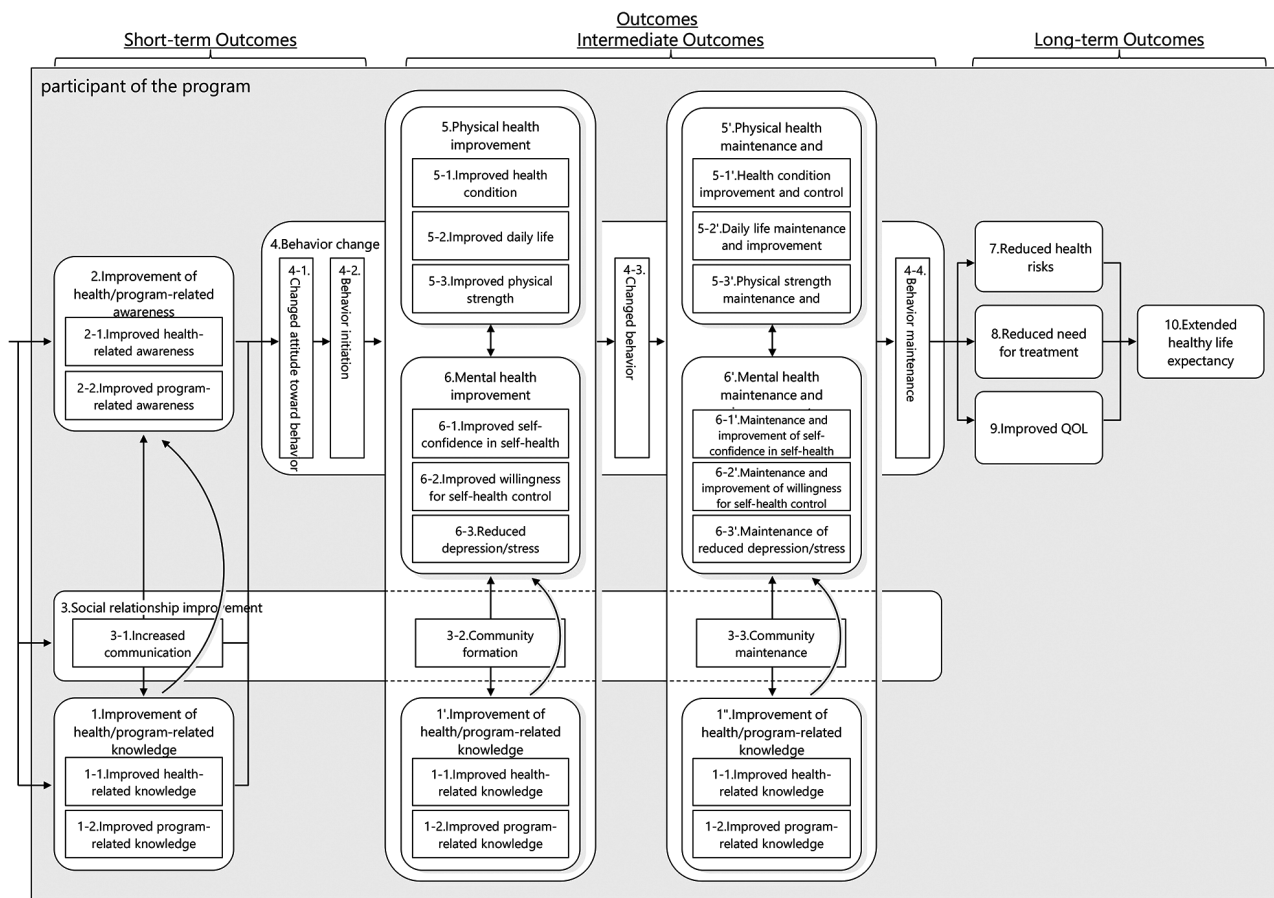 Outcomes
Short-term Outcomes
Intermediate Outcomes
Long-term Outcomes
participant of the program
2.Improvement of
health/program-related
awareness
2-1.Improved health-
related awareness
2-2.Improved program-
related awareness
3.Social relationship improvement
3-1.Increased
communication
1.Improvement of
health/program-related
knowledge
1-1.Improved health-
related knowledge
1-2.Improved program-
related knowledge
4.Behavior change
4-1.
Changed attitude toward behavior
4-2.
Behavior initiation
5.Physical health
improvement
5-1.Improved health
condition
5-2.Improved daily life
5-3.Improved physical
strength
6.Mental health
improvement
6-1.Improved self-
confidence in self-health
6-2.Improved willingness
for self-health control
6-3.Reduced
depression/stress
3-2.Community
formation
1'.Improvement of
health/program-related
knowledge
1-1.Improved health-
related knowledge
1-2.Improved program-
related knowledge
4-3.
Changed behavior
5'.Physical health
maintenance and
5-1'.Health condition
improvement and control
5-2'.Daily life maintenance
and improvement
5-3'.Physical strength
maintenance and
6'.Mental health
maintenance and
6-1'.Maintenance and
improvement of self-
confidence in self-health
6-2'.Maintenance and
improvement of willingness
for self-health control
6-3'.Maintenance of
reduced depression/stress
3-3.Community
maintenance
1".Improvement of
health/program-related
knowledge
1-1.Improved health-
related knowledge
1-2.Improved program-
related knowledge
4-4.
Behavior maintenance
7.Reduced health
risks
8.Reduced need
for treatment
9.Improved QOL
10.Extended
healthy life
expectancy